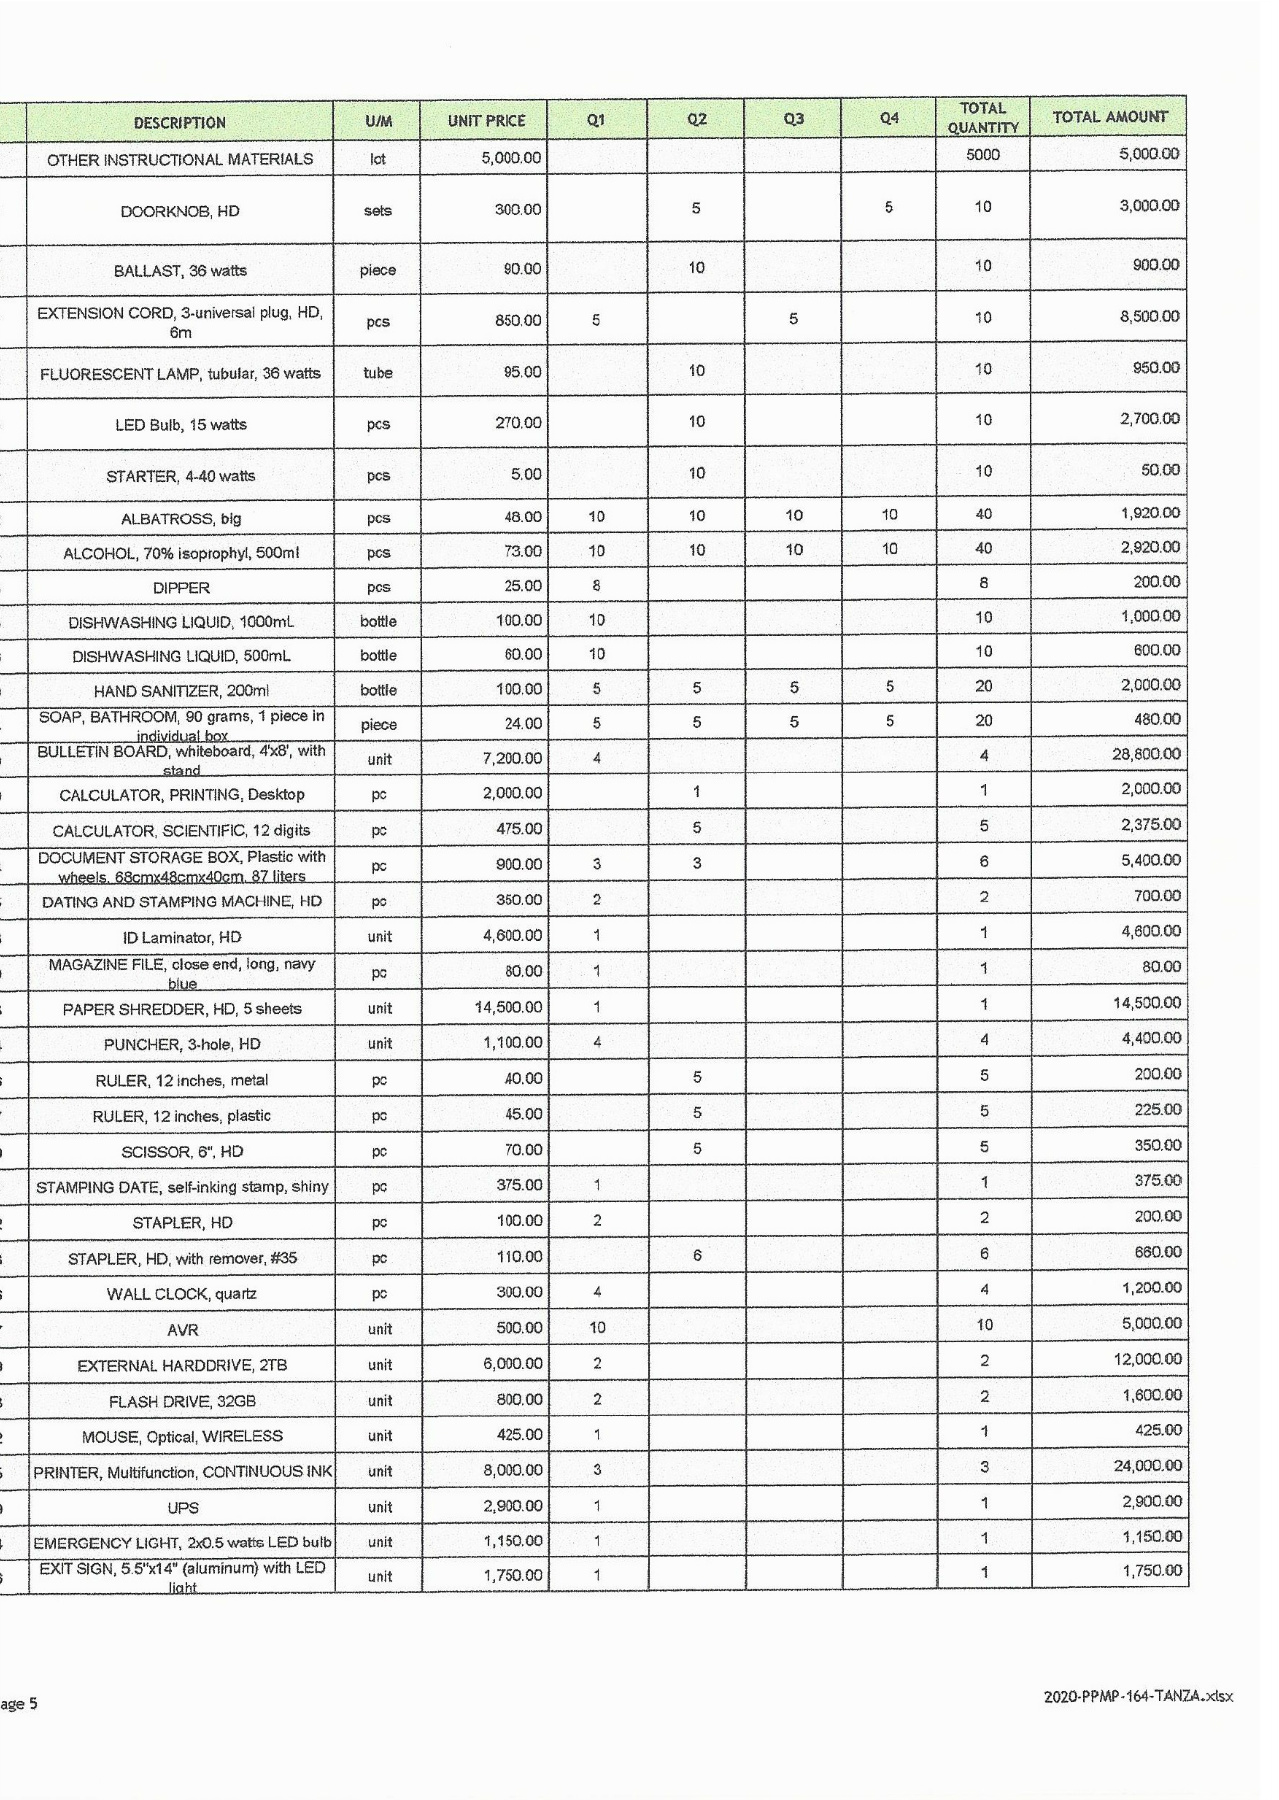 DESCRIPTION U/M UNIT PRICE Q1 Q2 Q3 Q4 TOTAL QUANTITY TOTAL AMOUNT
OTHER INSTRUCTIONAL MATERIALS lot 5,000.00 5000 5,000.00
DOORKNOB, HD sets 300.00 5 5 10 3,000.00
BALLAST, 36 watts piece 90.00 10 10 900.00
EXTENSION CORD, 3-universal plug, HD,
6m pcs 850.00 5 5 10 8,500.00
FLUORESCENT LAMP, tubular, 36 watts tube 95.00 10 10 950.00
LED Bulb, 15 watts pcs 270.00 10 10 2,700.00
STARTER, 4-40 watts pcs 5.00 10 10 50.00
ALBATROSS, big pcs 48.00 10 10 10 10 40 1,920.00
ALCOHOL, 70% isoprophyl, 500ml pcs 73.00 10 10 10 10 40 2,920.00
DIPPER pcs 25.00 8 8 200.00
DISHWASHING LIQUID, 1000mL bottle 100.00 10 10 1,000.00
DISHWASHING LIQUID, 500mL bottle 60.00 10 10 600.00
HAND SANITIZER, 200ml bottle 100.00 5 5 5 5 20 2,000.00
SOAP, BATHROOM, 90 grams, 1 piece in
individual box piece 24.00 5 5 5 5 20 480.00
BULLETIN BOARD, whiteboard, 4'x8', with
stand unit 7,200.00 4 4 28,800.00
CALCULATOR, PRINTING, Desktop pc 2,000.00 1 1 2,000.00
CALCULATOR, SCIENTIFIC, 12 digits pc 475.00 5 5 2,375.00
DOCUMENT STORAGE BOX, Plastic with
wheels, 68cmx48cmx40cm, 87 liters pc 900.00 3 3 6 5,400.00
DATING AND STAMPING MACHINE, HD pc 350.00 2 2 700.00
ID Laminator, HD unit 4,600.00 1 1 4,600.00
MAGAZINE FILE, close end, long, navy
blue pc 80.00 1 1 80.00
PAPER SHREDDER, HD, 5 sheets unit 14,500.00 1 1 14,500.00
PUNCHER, 3-hole, HD unit 1,100.00 4 4 4,400.00
RULER, 12 inches, metal pc 40.00 5 5 200.00
RULER, 12 inches, plastic pc 45.00 5 5 225.00
SCISSOR, 6", HD pc 70.00 5 5 350.00
STAMPING DATE, self-inking stamp, shiny pc 375.00 1 1 375.00
STAPLER, HD pc 100.00 2 2 200.00
STAPLER, HD, with remover, #35 pc 110.00 6 6 660.00
WALL CLOCK, quartz pc 300.00 4 4 1,200.00
AVR unit 500.00 10 10 5,000.00
EXTERNAL HARDDRIVE, 2TB unit 6,000.00 2 2 12,000.00
FLASH DRIVE, 32GB unit 800.00 2 2 1,600.00
MOUSE, Optical, WIRELESS unit 425.00 1 1 425.00
PRINTER, Multifunction, CONTINUOUS INK unit 8,000.00 3 3 24,000.00
UPS unit 2,900.00 1 1 2,900.00
EMERGENCY LIGHT, 2x0.5 watts LED bulb unit 1,150.00 1 1 1,150.00
EXIT SIGN, 5.5"x14" (aluminum) with LED
light unit 1,750.00 1 1 1,750.00
age 5 2020-PPMP-164-TANZA.xlsx